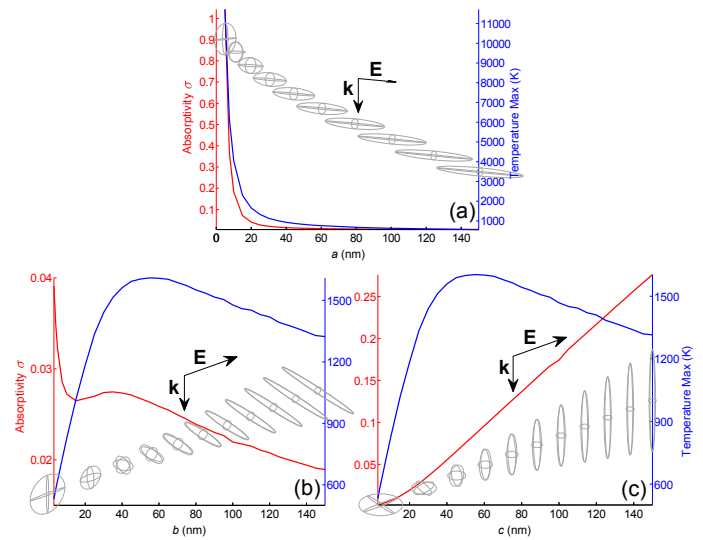 Absorptivity σ
0.9
0.8
0.7
0.6
0.5
0.4
0.3
0.2
0.1
E
k
(a)
11000
10000
9000
8000
7000
6000
5000
4000
3000
2000
1000
Temperature Max (K)
0 20 40 60 80 100 120 140
a (nm)
Absorptivity σ
0.04
0.03
0.02
E
k
(b)
1500
1200
900
600
0 20 40 60 80 100 120 140
b (nm)
0.25
0.2
0.15
0.1
0.05
E
k
(c)
1400
1200
1000
800
600
Temperature Max (K)
0 20 40 60 80 100 120 140
c (nm)